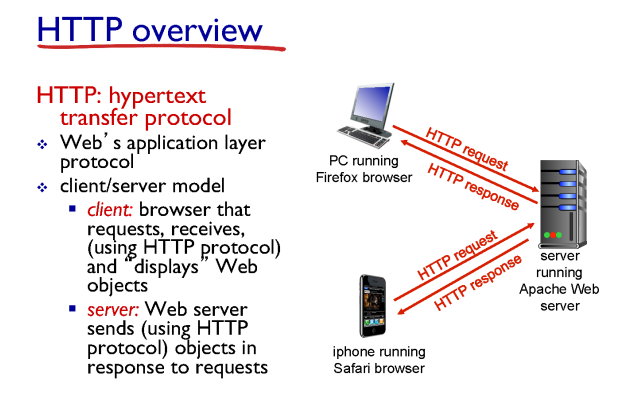 HTTP overview
HTTP: hypertext
transfer protocol
❖ Web's application layer
protocol
❖ client/server model
▪ client: browser that
requests, receives,
(using HTTP protocol)
and “displays” Web
objects
▪ server: Web server
sends (using HTTP
protocol) objects in
response to requests
PC running
Firefox browser
HTTP request
HTTP response
server
running
Apache Web
server
HTTP request
HTTP response
iphone running
Safari browser